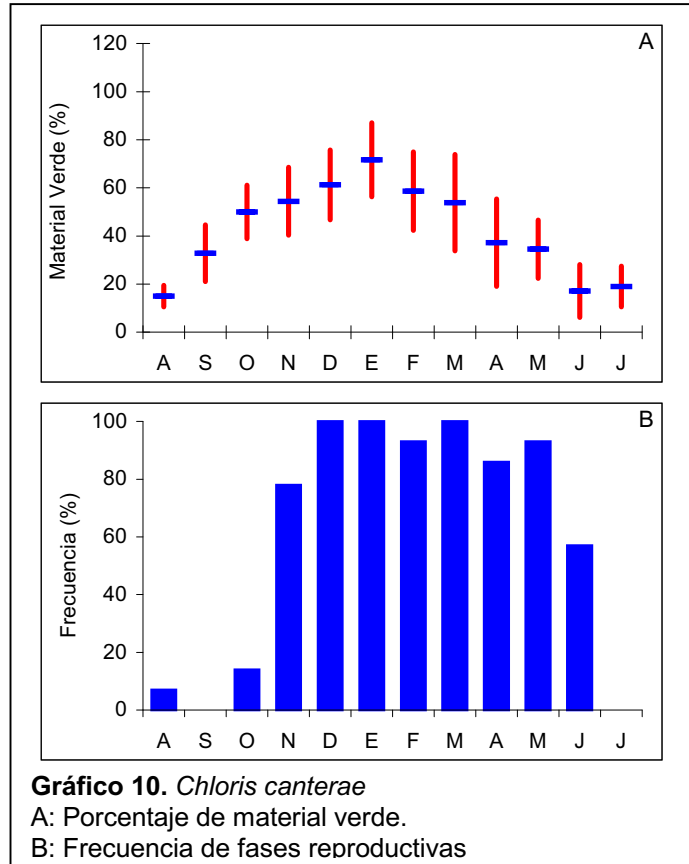 A
Material Verde (%)
120
100
80
60
40
20
0
A S O N D E F M A M J J
B
Frecuencia (%)
100
80
60
40
20
0
A S O N D E F M A M J J
Gráfico 10. Chloris canterae
A: Porcentaje de material verde.
B: Frecuencia de fases reproductivas